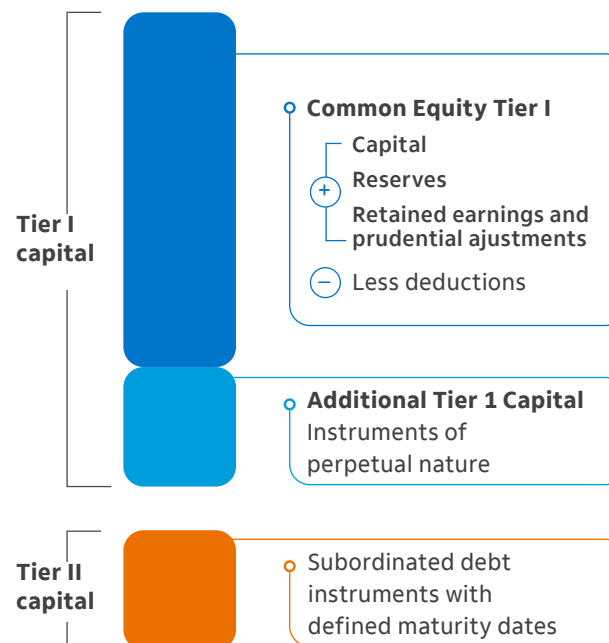 Tier I
capital
Common Equity Tier I
Capital
+
Reserves
Retained earnings and
prudential ajustments
− Less deductions
Additional Tier 1 Capital
Instruments of
perpetual nature
Tier II
capital
Subordinated debt
instruments with
defined maturity dates